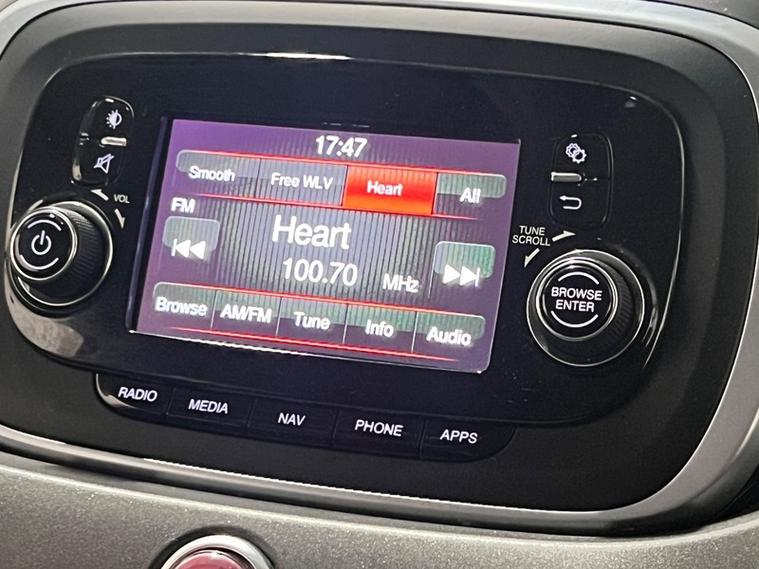 17:47
Smooth Free WLV Heart All
FM
Heart
100.70 MHz
Browse AM/FM Tune Info Audio
VOL
TUNE
SCROLL
BROWSE
ENTER
RADIO MEDIA NAV PHONE APPS